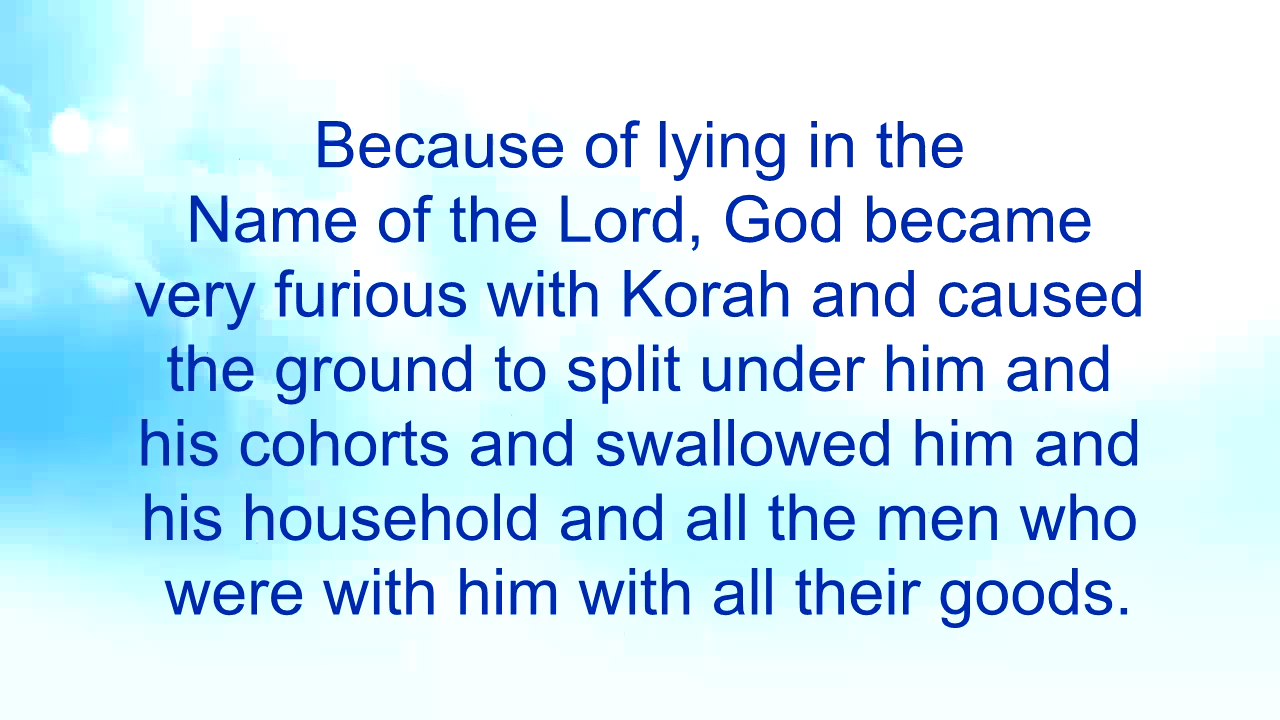 Because of lying in the
Name of the Lord, God became
very furious with Korah and caused
the ground to split under him and
his cohorts and swallowed him and
his household and all the men who
were with him with all their goods.